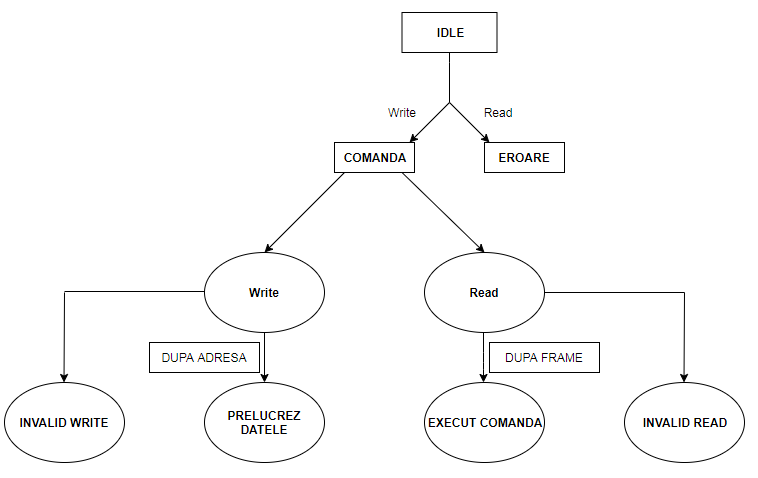 IDLE
Write
Read
COMANDA
EROARE
Write
Read
DUPA ADRESA
DUPA FRAME
INVALID WRITE
PRELUCREZ
DATELE
EXECUT COMANDA
INVALID READ